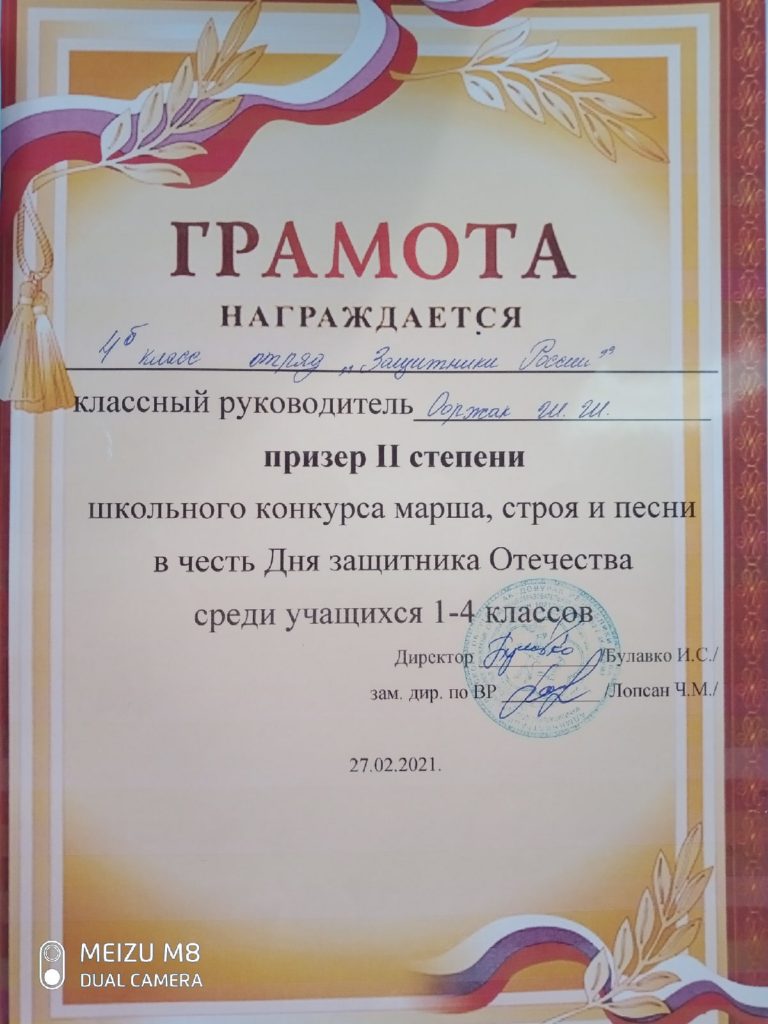 ГРАМОТА
НАГРАЖДАЕТСЯ
4б класс отряд „Защитники России"
классный руководитель Ооржак Ш. Ш.
призер II степени
школьного конкурса марша, строя и песни
в честь Дня защитника Отечества
среди учащихся 1-4 классов
Директор /Булавко И.С./
зам. дир. по ВР /Лопсан Ч.М./
27.02.2021.
MEIZU M8
DUAL CAMERA